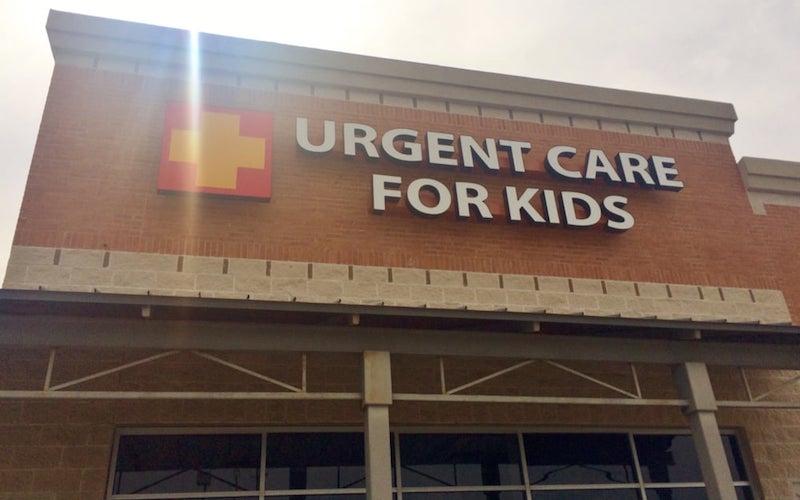 URGENT CARE
FOR KIDS